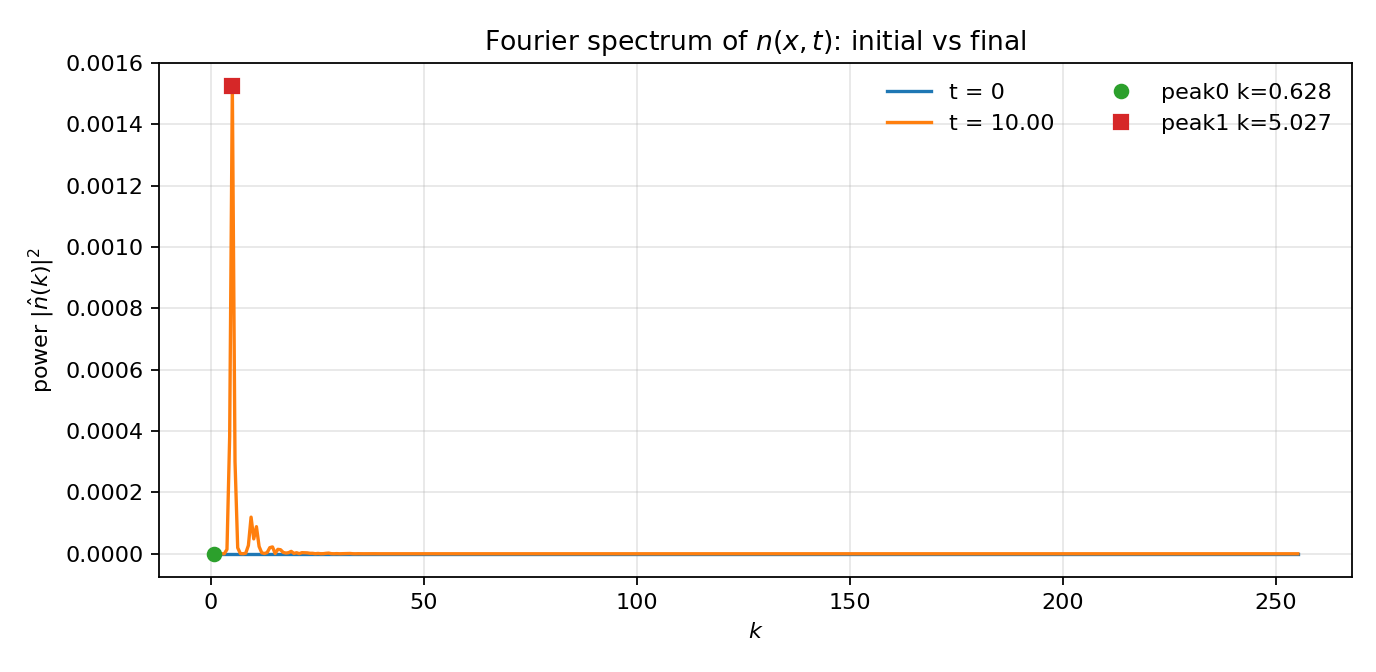 Fourier spectrum of n(x, t): initial vs final
0.0016
0.0014
0.0012
0.0010
0.0008
0.0006
0.0004
0.0002
0.0000
power |n̂(k)|²
t = 0
t = 10.00
peak0 k=0.628
peak1 k=5.027
0 50 100 150 200 250
k